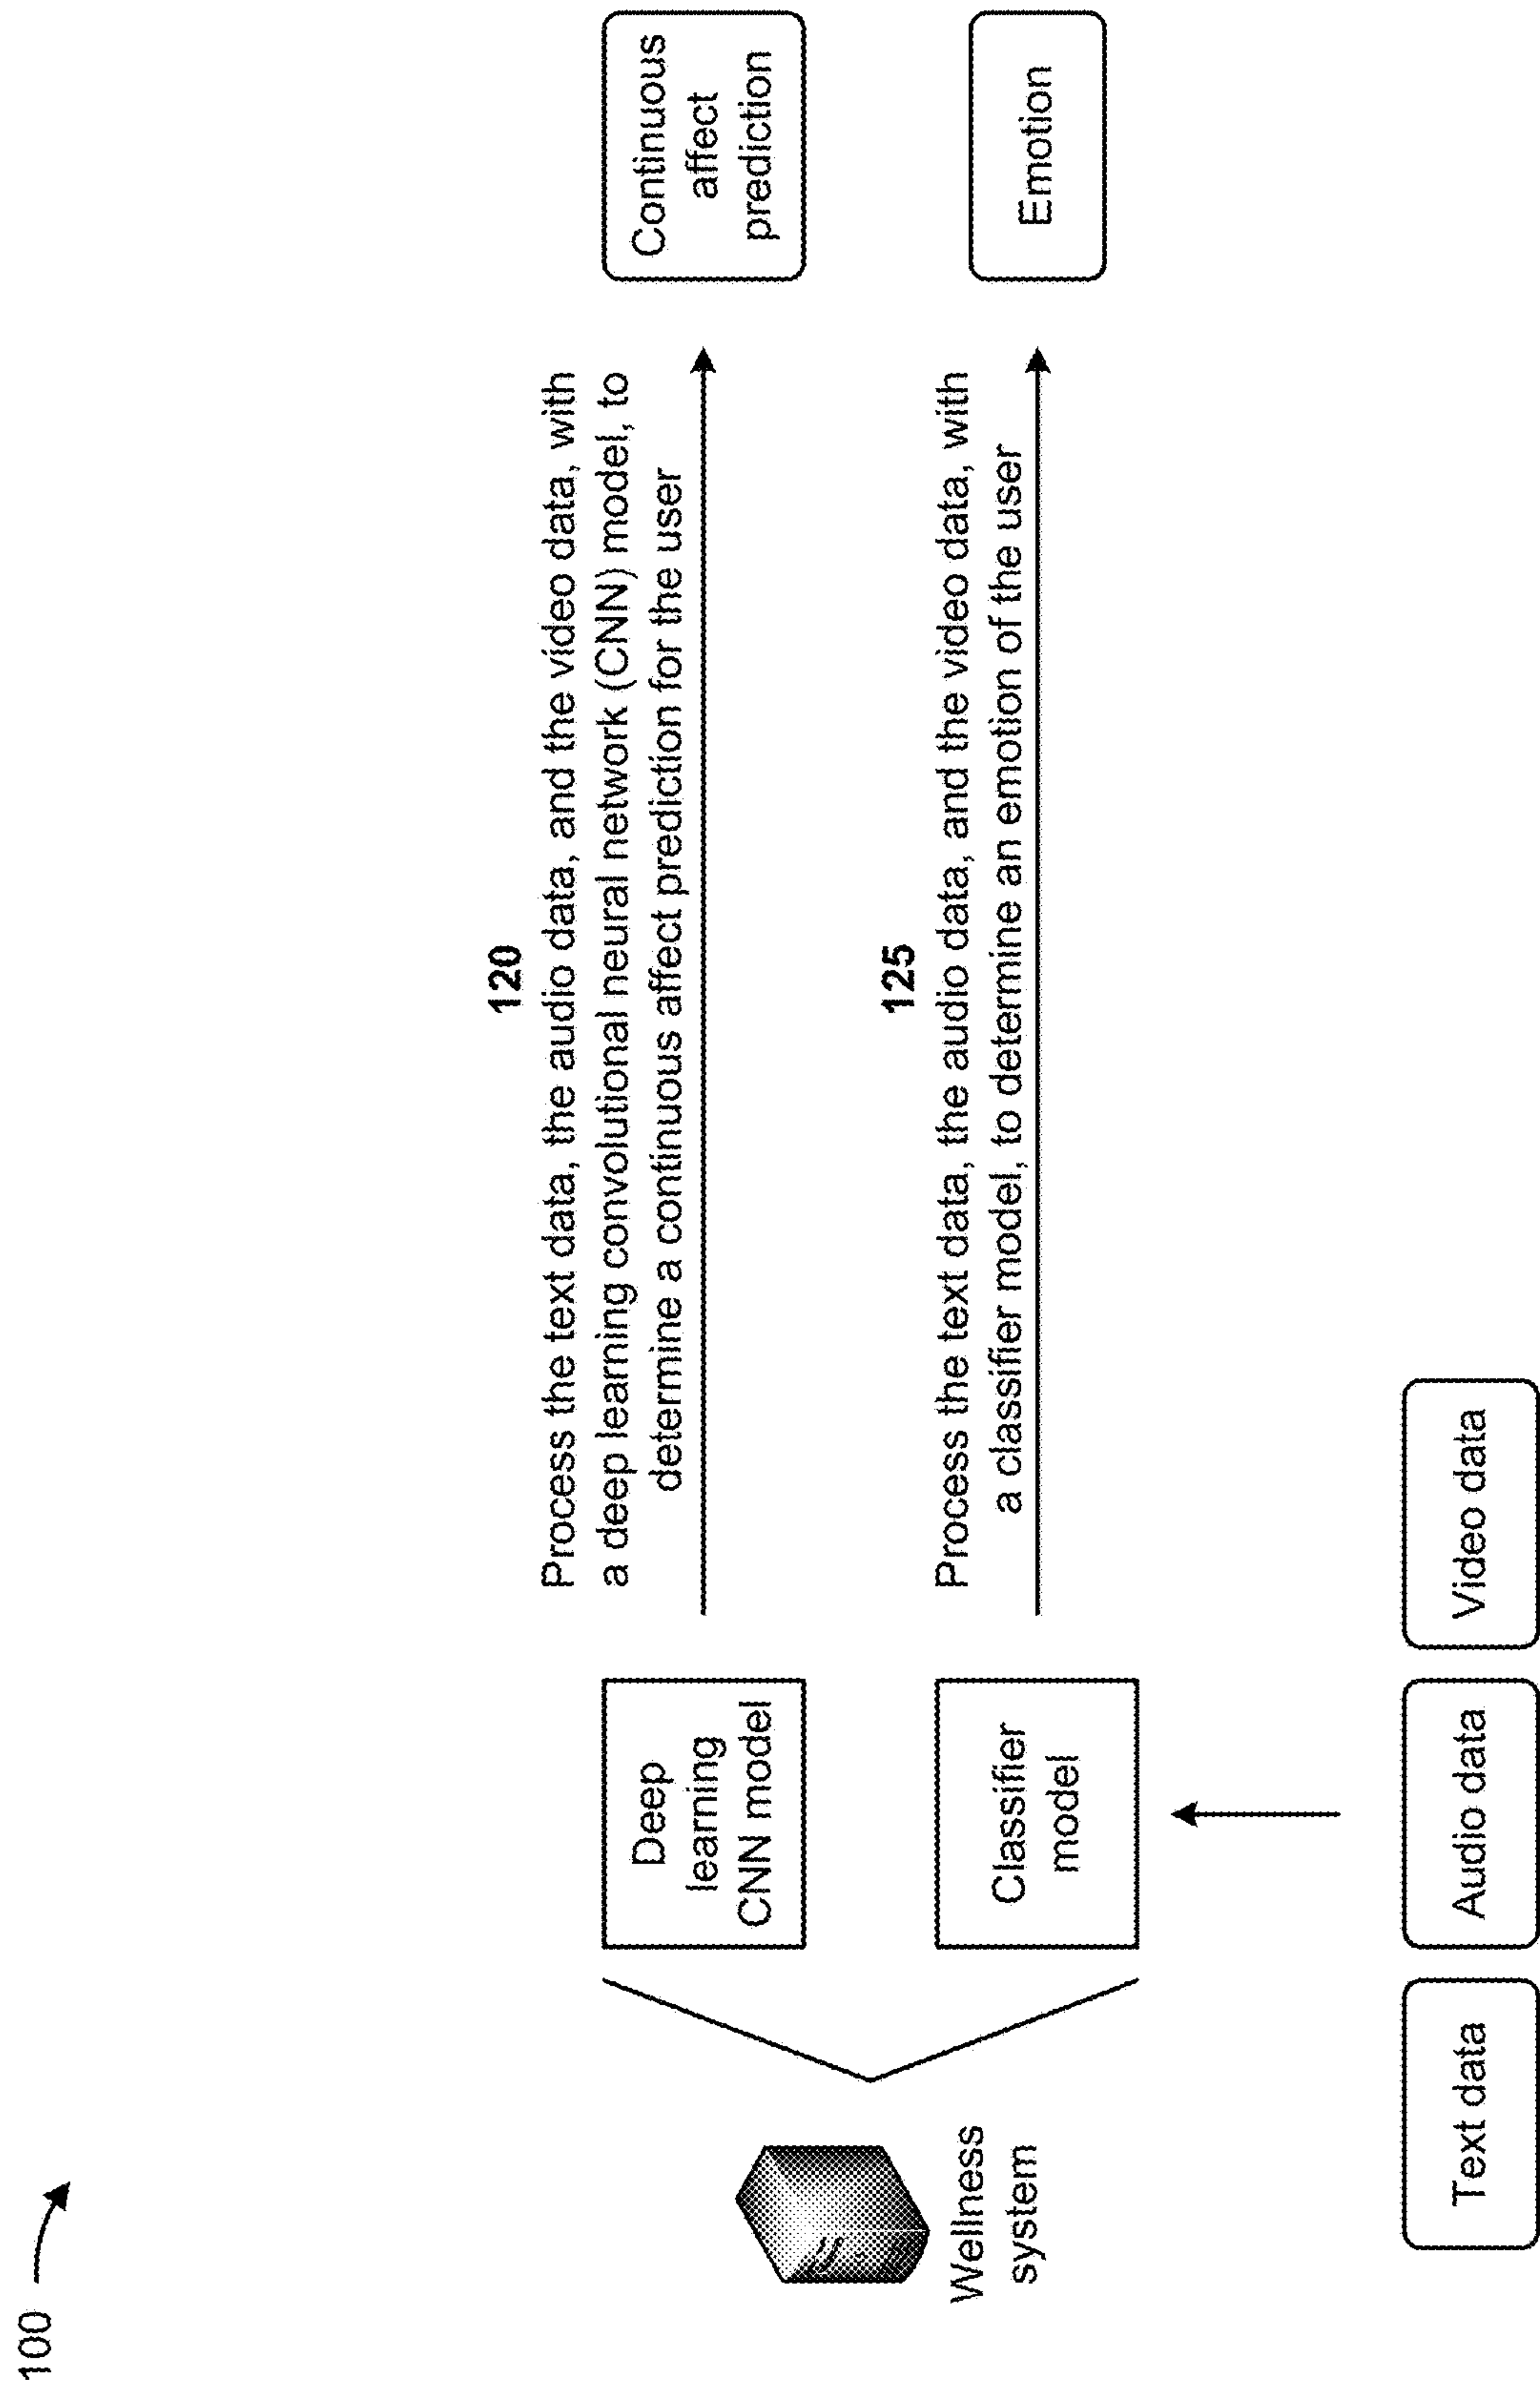 100
120
Process the text data, the audio data, and the video data, with
a deep learning convolutional neural network (CNN) model, to
determine a continuous affect prediction for the user
Deep
learning
CNN model
Continuous
affect
prediction
125
Process the text data, the audio data, and the video data, with
a classifier model, to determine an emotion of the user
Classifier
model
Emotion
Wellness
system
Text data
Audio data
Video data